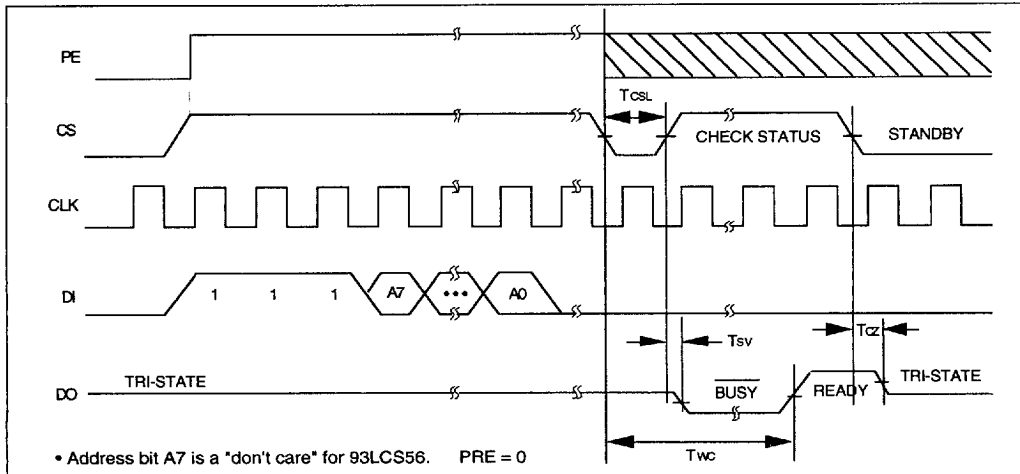 PE
TCSL
CS
CHECK STATUS
STANDBY
CLK
DI
1 1 1 A7 ••• A0
TSV
TCZ
DO
TRI-STATE
BUSY
READY
TRI-STATE
TWC
• Address bit A7 is a "don't care" for 93LCS56. PRE = 0